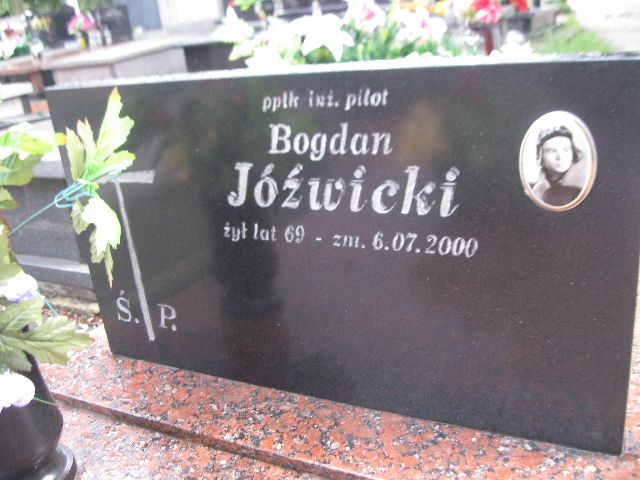 ppłk inż. pilot
Bogdan
Jóźwicki
żył lat 69 - zm. 6.07.2000
Ś. P.